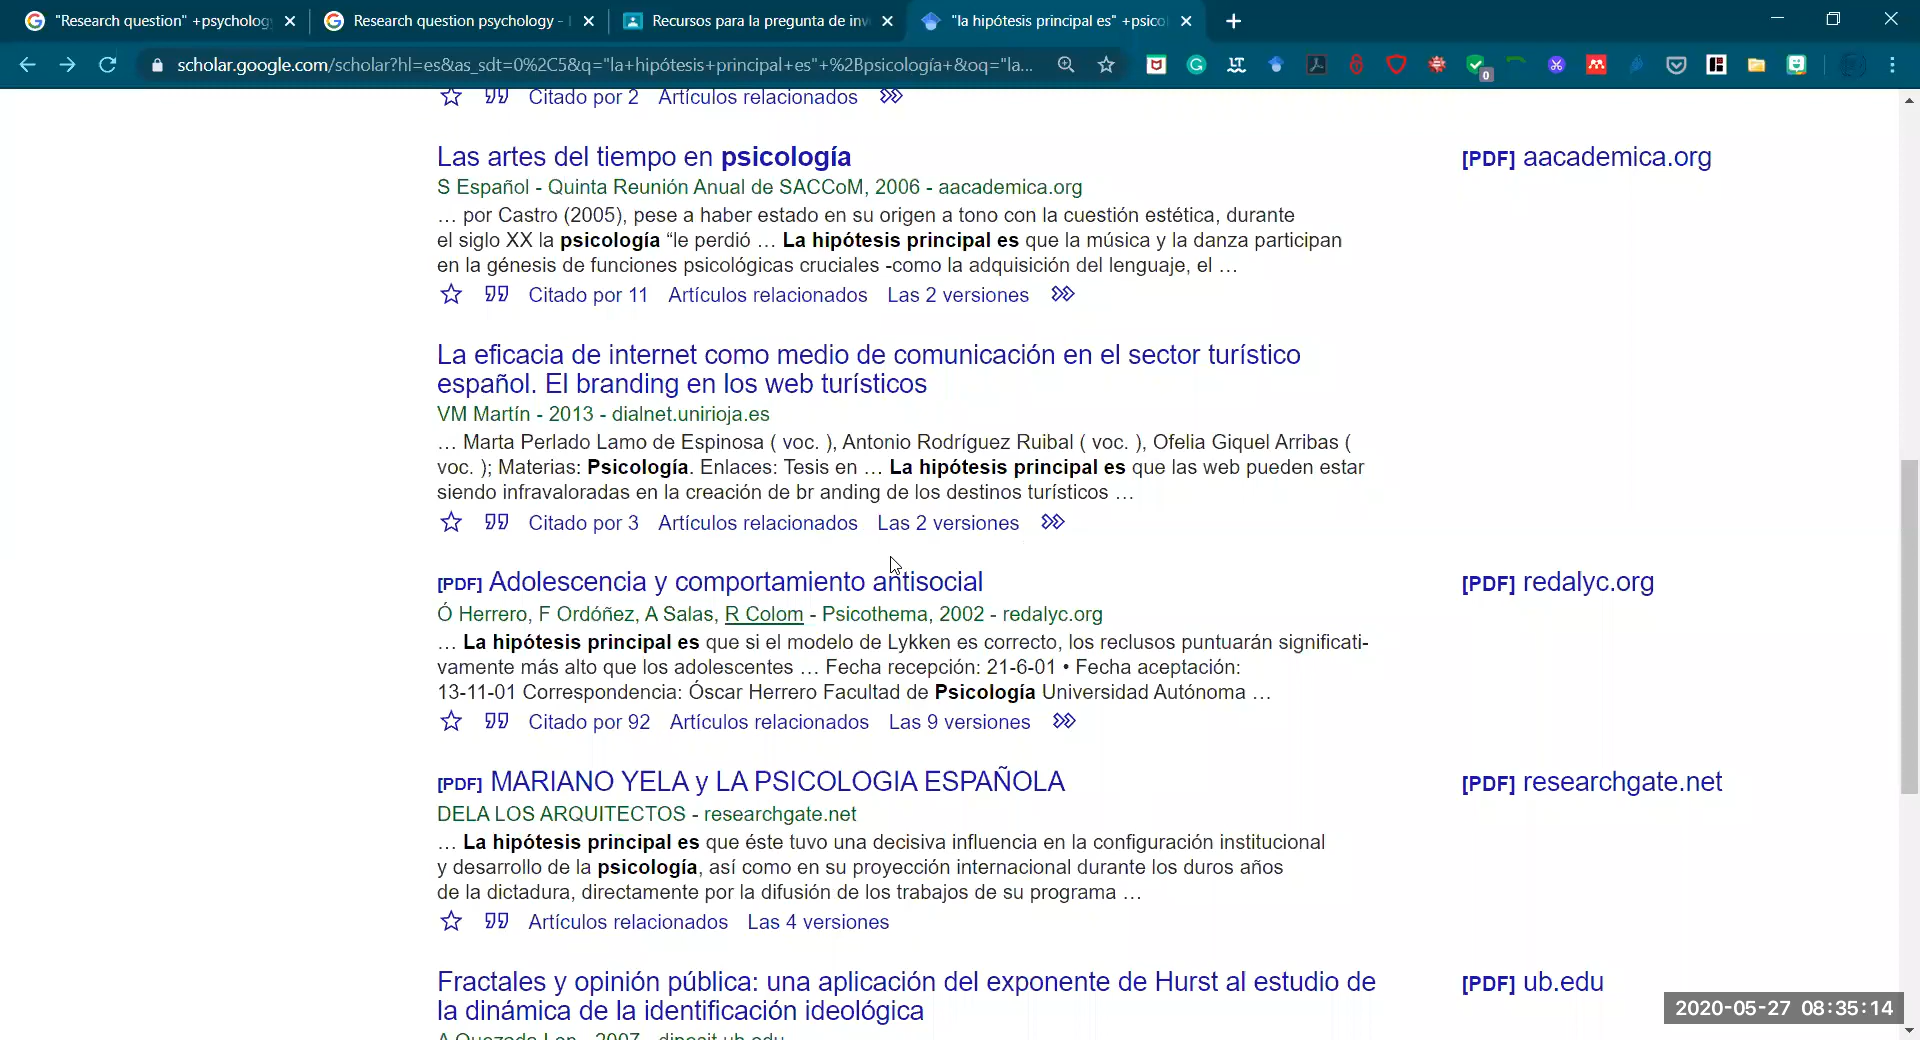 "Research question" +psycholog
Research question psychology -
Recursos para la pregunta de inv
"la hipótesis principal es" +psico
scholar.google.com/scholar?hl=es&as_sdt=0%2C5&q="la+hipótesis+principal+es"+%2Bpsicología+&oq="la...
0
Citado por 2 Artículos relacionados
Las artes del tiempo en psicología
[PDF] aacademica.org
S Español - Quinta Reunión Anual de SACCoM, 2006 - aacademica.org
... por Castro (2005), pese a haber estado en su origen a tono con la cuestión estética, durante
el siglo XX la psicología “le perdió ... La hipótesis principal es que la música y la danza participan
en la génesis de funciones psicológicas cruciales -como la adquisición del lenguaje, el ...
Citado por 11 Artículos relacionados Las 2 versiones
La eficacia de internet como medio de comunicación en el sector turístico
español. El branding en los web turísticos
VM Martín - 2013 - dialnet.unirioja.es
... Marta Perlado Lamo de Espinosa ( voc. ), Antonio Rodríguez Ruibal ( voc. ), Ofelia Giquel Arribas (
voc. ); Materias: Psicología. Enlaces: Tesis en ... La hipótesis principal es que las web pueden estar
siendo infravaloradas en la creación de br anding de los destinos turísticos ...
Citado por 3 Artículos relacionados Las 2 versiones
[PDF] Adolescencia y comportamiento antisocial
[PDF] redalyc.org
Ó Herrero, F Ordóñez, A Salas, R Colom - Psicothema, 2002 - redalyc.org
... La hipótesis principal es que si el modelo de Lykken es correcto, los reclusos puntuarán significati-
vamente más alto que los adolescentes ... Fecha recepción: 21-6-01 • Fecha aceptación:
13-11-01 Correspondencia: Óscar Herrero Facultad de Psicología Universidad Autónoma ...
Citado por 92 Artículos relacionados Las 9 versiones
[PDF] MARIANO YELA y LA PSICOLOGIA ESPAÑOLA
[PDF] researchgate.net
DELA LOS ARQUITECTOS - researchgate.net
... La hipótesis principal es que éste tuvo una decisiva influencia en la configuración institucional
y desarrollo de la psicología, así como en su proyección internacional durante los duros años
de la dictadura, directamente por la difusión de los trabajos de su programa ...
Artículos relacionados Las 4 versiones
Fractales y opinión pública: una aplicación del exponente de Hurst al estudio de
la dinámica de la identificación ideológica
[PDF] ub.edu
2020-05-27 08:35:14